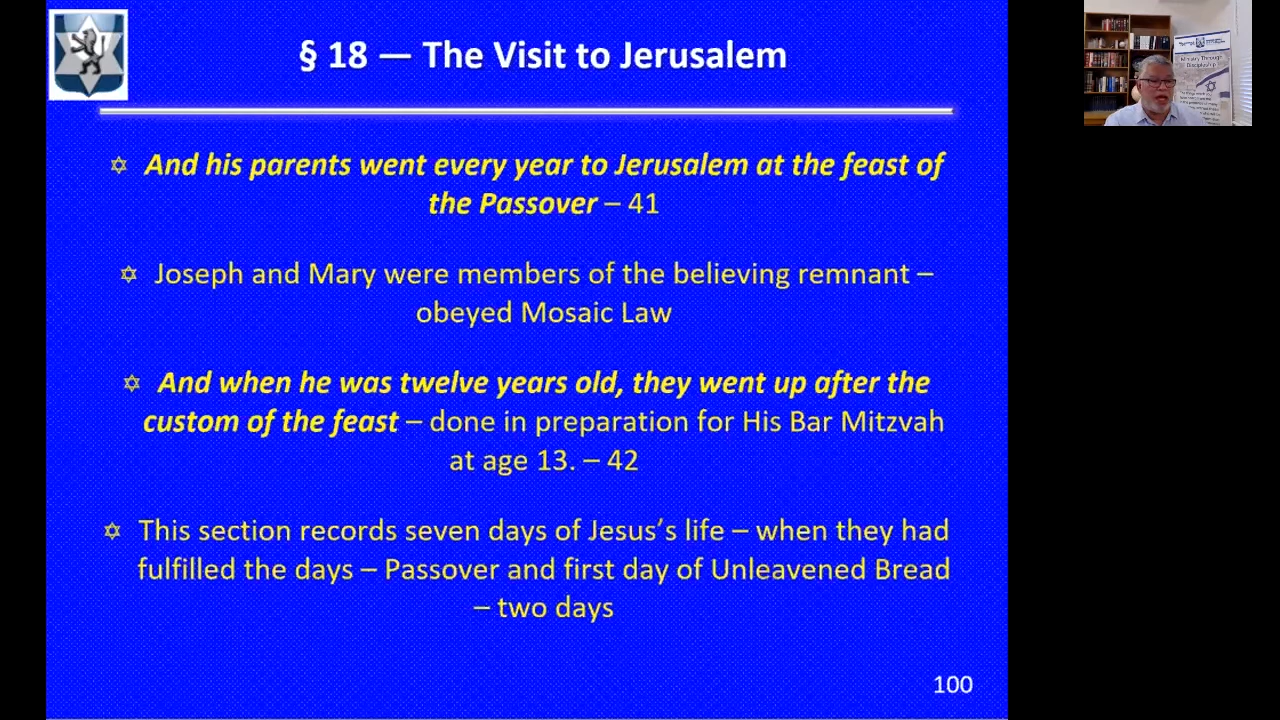 § 18 — The Visit to Jerusalem
✡ And his parents went every year to Jerusalem at the feast of
the Passover – 41
✡ Joseph and Mary were members of the believing remnant –
obeyed Mosaic Law
✡ And when he was twelve years old, they went up after the
custom of the feast – done in preparation for His Bar Mitzvah
at age 13. – 42
✡ This section records seven days of Jesus’s life – when they had
fulfilled the days – Passover and first day of Unleavened Bread
– two days
100
Ministry Through
Discipleship